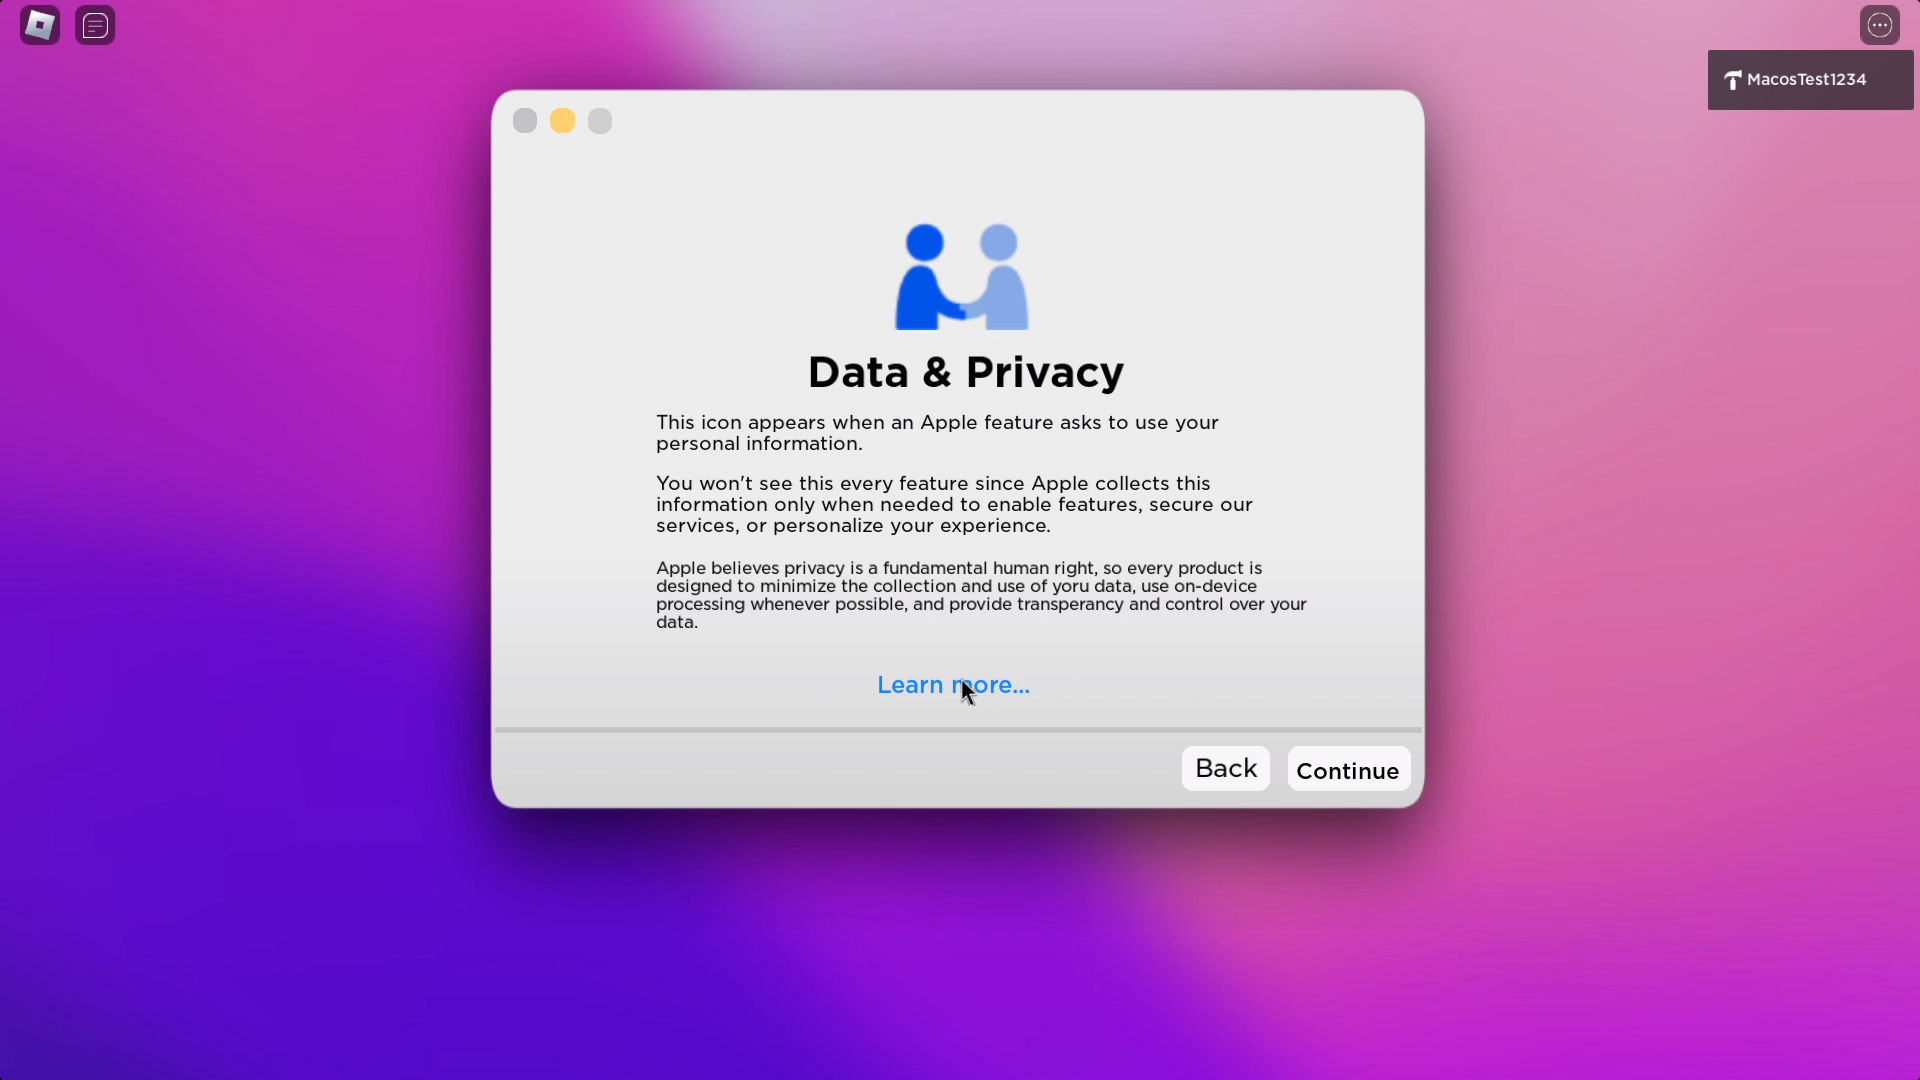 MacosTest1234
Data & Privacy
This icon appears when an Apple feature asks to use your
personal information.
You won't see this every feature since Apple collects this
information only when needed to enable features, secure our
services, or personalize your experience.
Apple believes privacy is a fundamental human right, so every product is
designed to minimize the collection and use of yoru data, use on-device
processing whenever possible, and provide transperancy and control over your
data.
Learn more...
Back
Continue